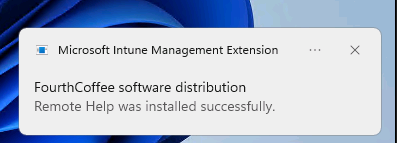 Microsoft Intune Management Extension
FourthCoffee software distribution
Remote Help was installed successfully.